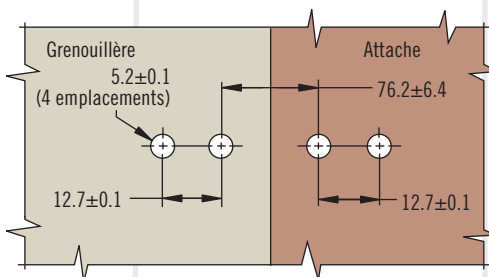 Grenouillère
Attache
5.2±0.1
(4 emplacements)
76.2±6.4
12.7±0.1
12.7±0.1